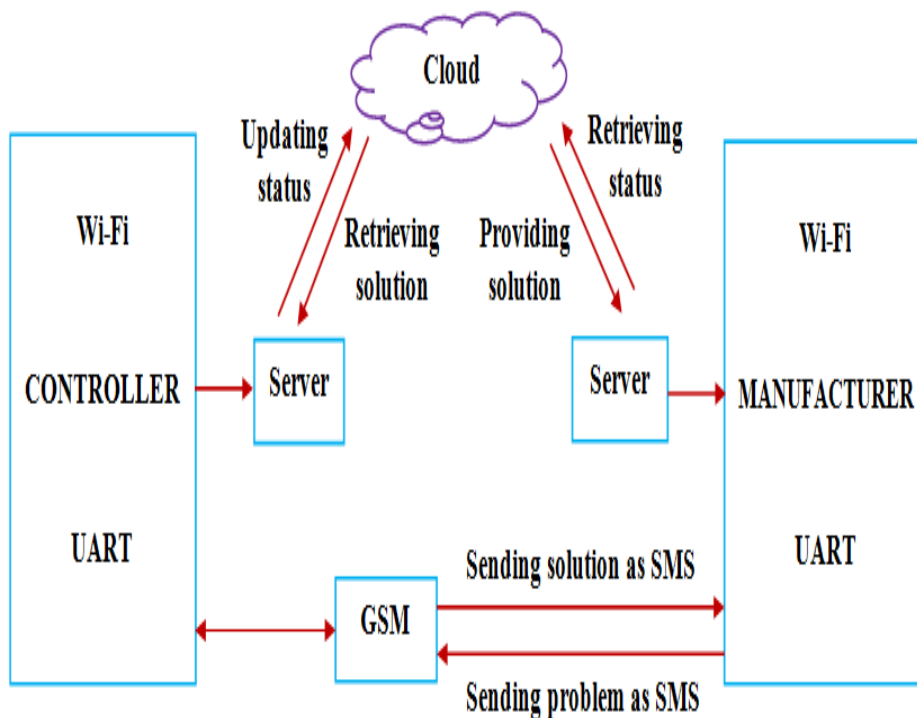 Cloud
Updating
status
Retrieving
status
Retrieving
solution
Providing
solution
Wi-Fi
CONTROLLER
UART
Server
Server
Wi-Fi
MANUFACTURER
UART
Sending solution as SMS
GSM
Sending problem as SMS